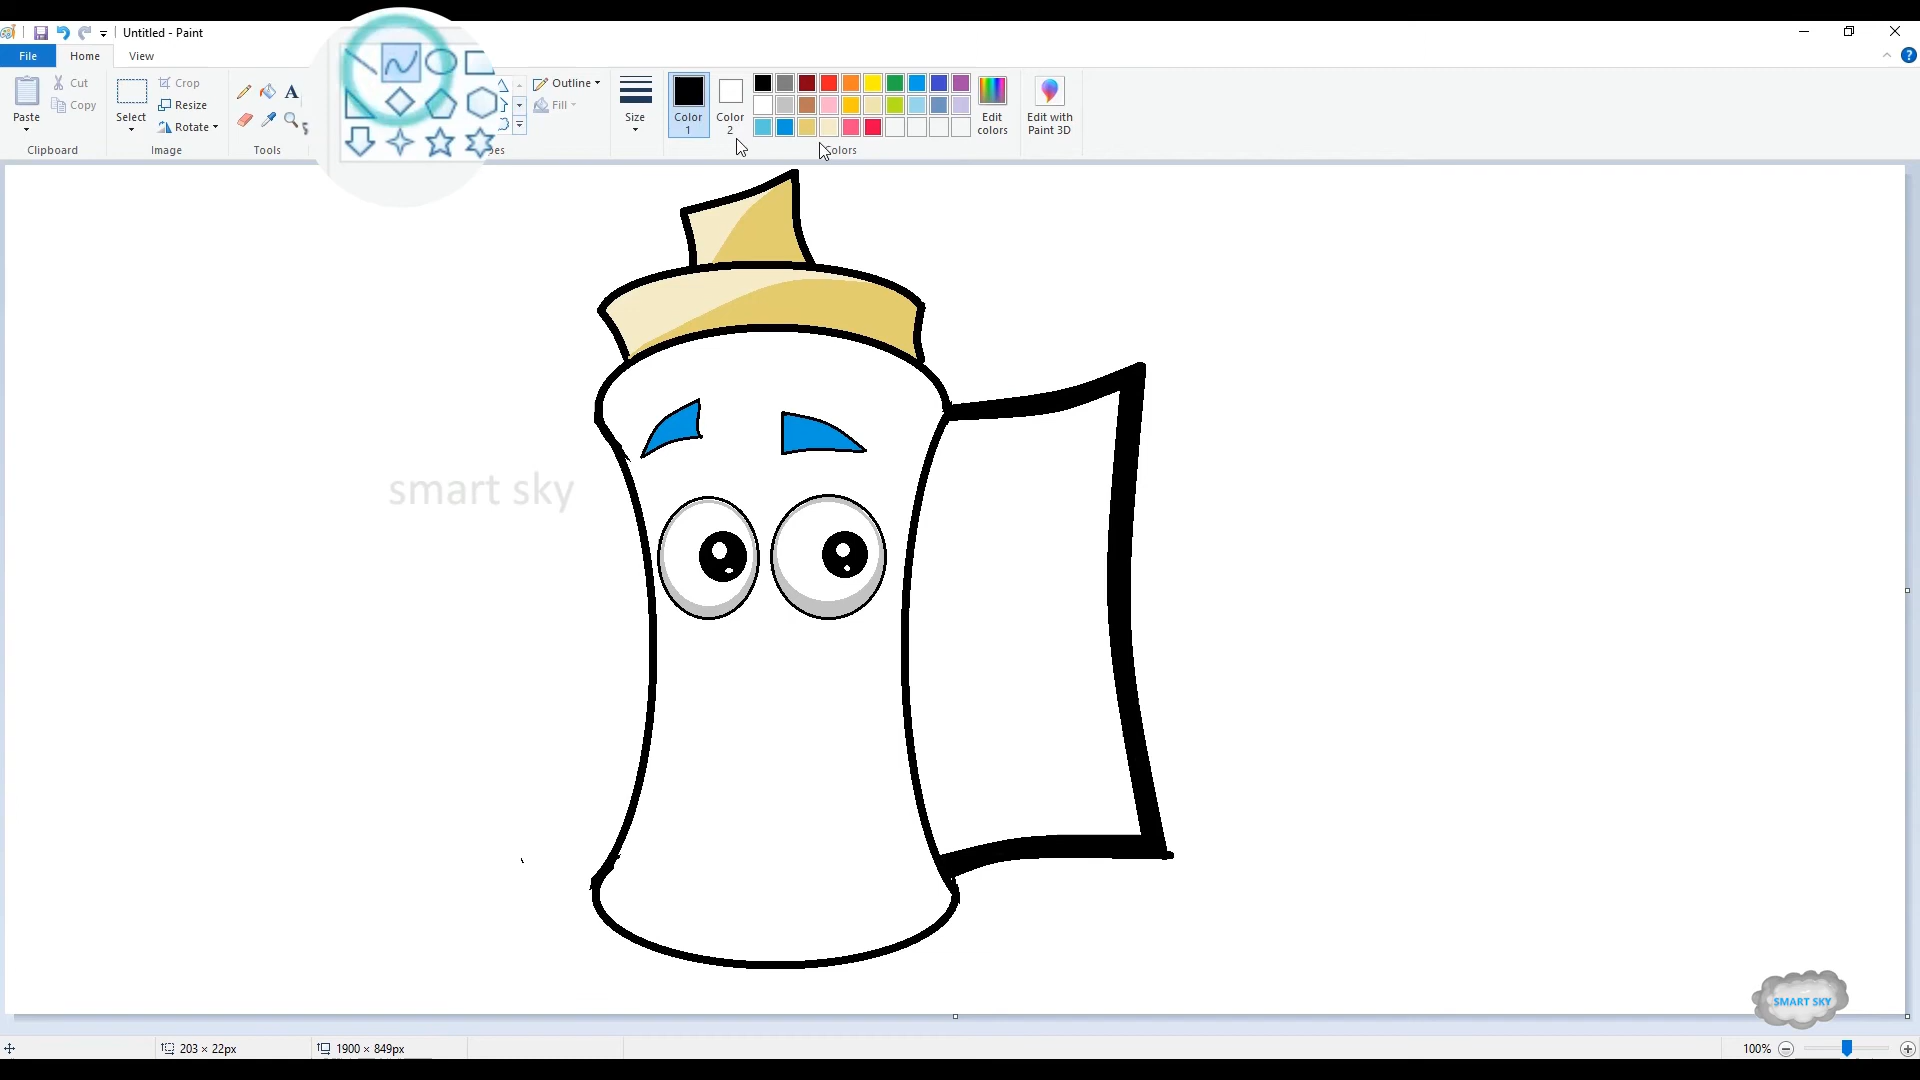 Untitled - Paint
File Home View
Cut
Crop
Outline
Copy
Resize
Fill
Paste
Select
Rotate
Size
Color
1
Color
2
Edit
colors
Edit with
Paint 3D
A
Clipboard
Image
Tools
Colors
smart sky
SMART SKY
203 × 22px
1900 × 849px
100%